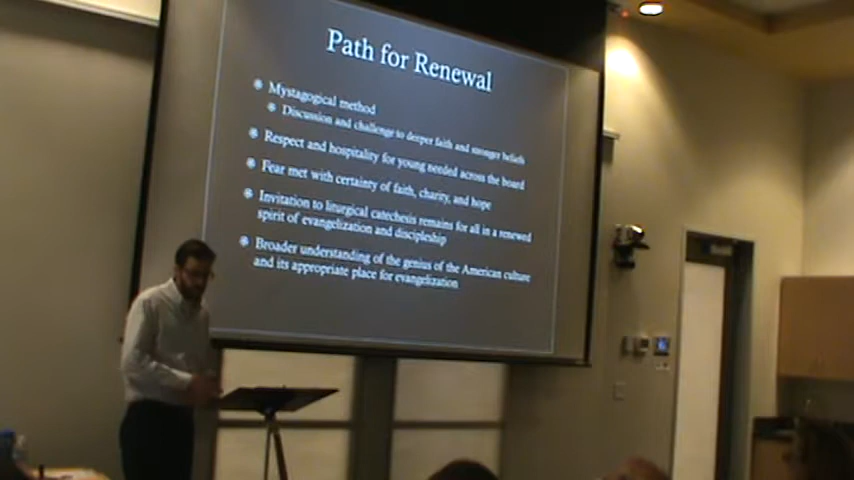 Path for Renewal
Mystagogical method
Discussion and challenge to deeper faith and stronger beliefs
Respect and hospitality for young needed across the board
Fear met with certainty of faith, charity, and hope
Invitation to liturgical catechesis remains for all in a renewed
spirit of evangelization and discipleship
Broader understanding of the genius of the American culture
and its appropriate place for evangelization